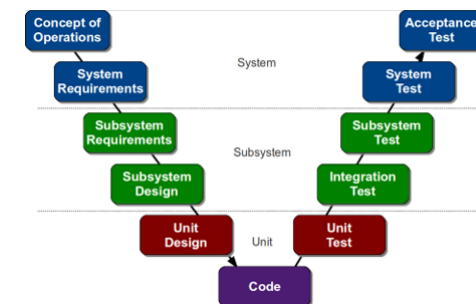 Concept of
Operations
Acceptance
Test
System
System
Requirements
System
Test
Subsystem
Requirements
Subsystem
Test
Subsystem
Subsystem
Design
Integration
Test
Unit
Design
Unit
Unit
Test
Code